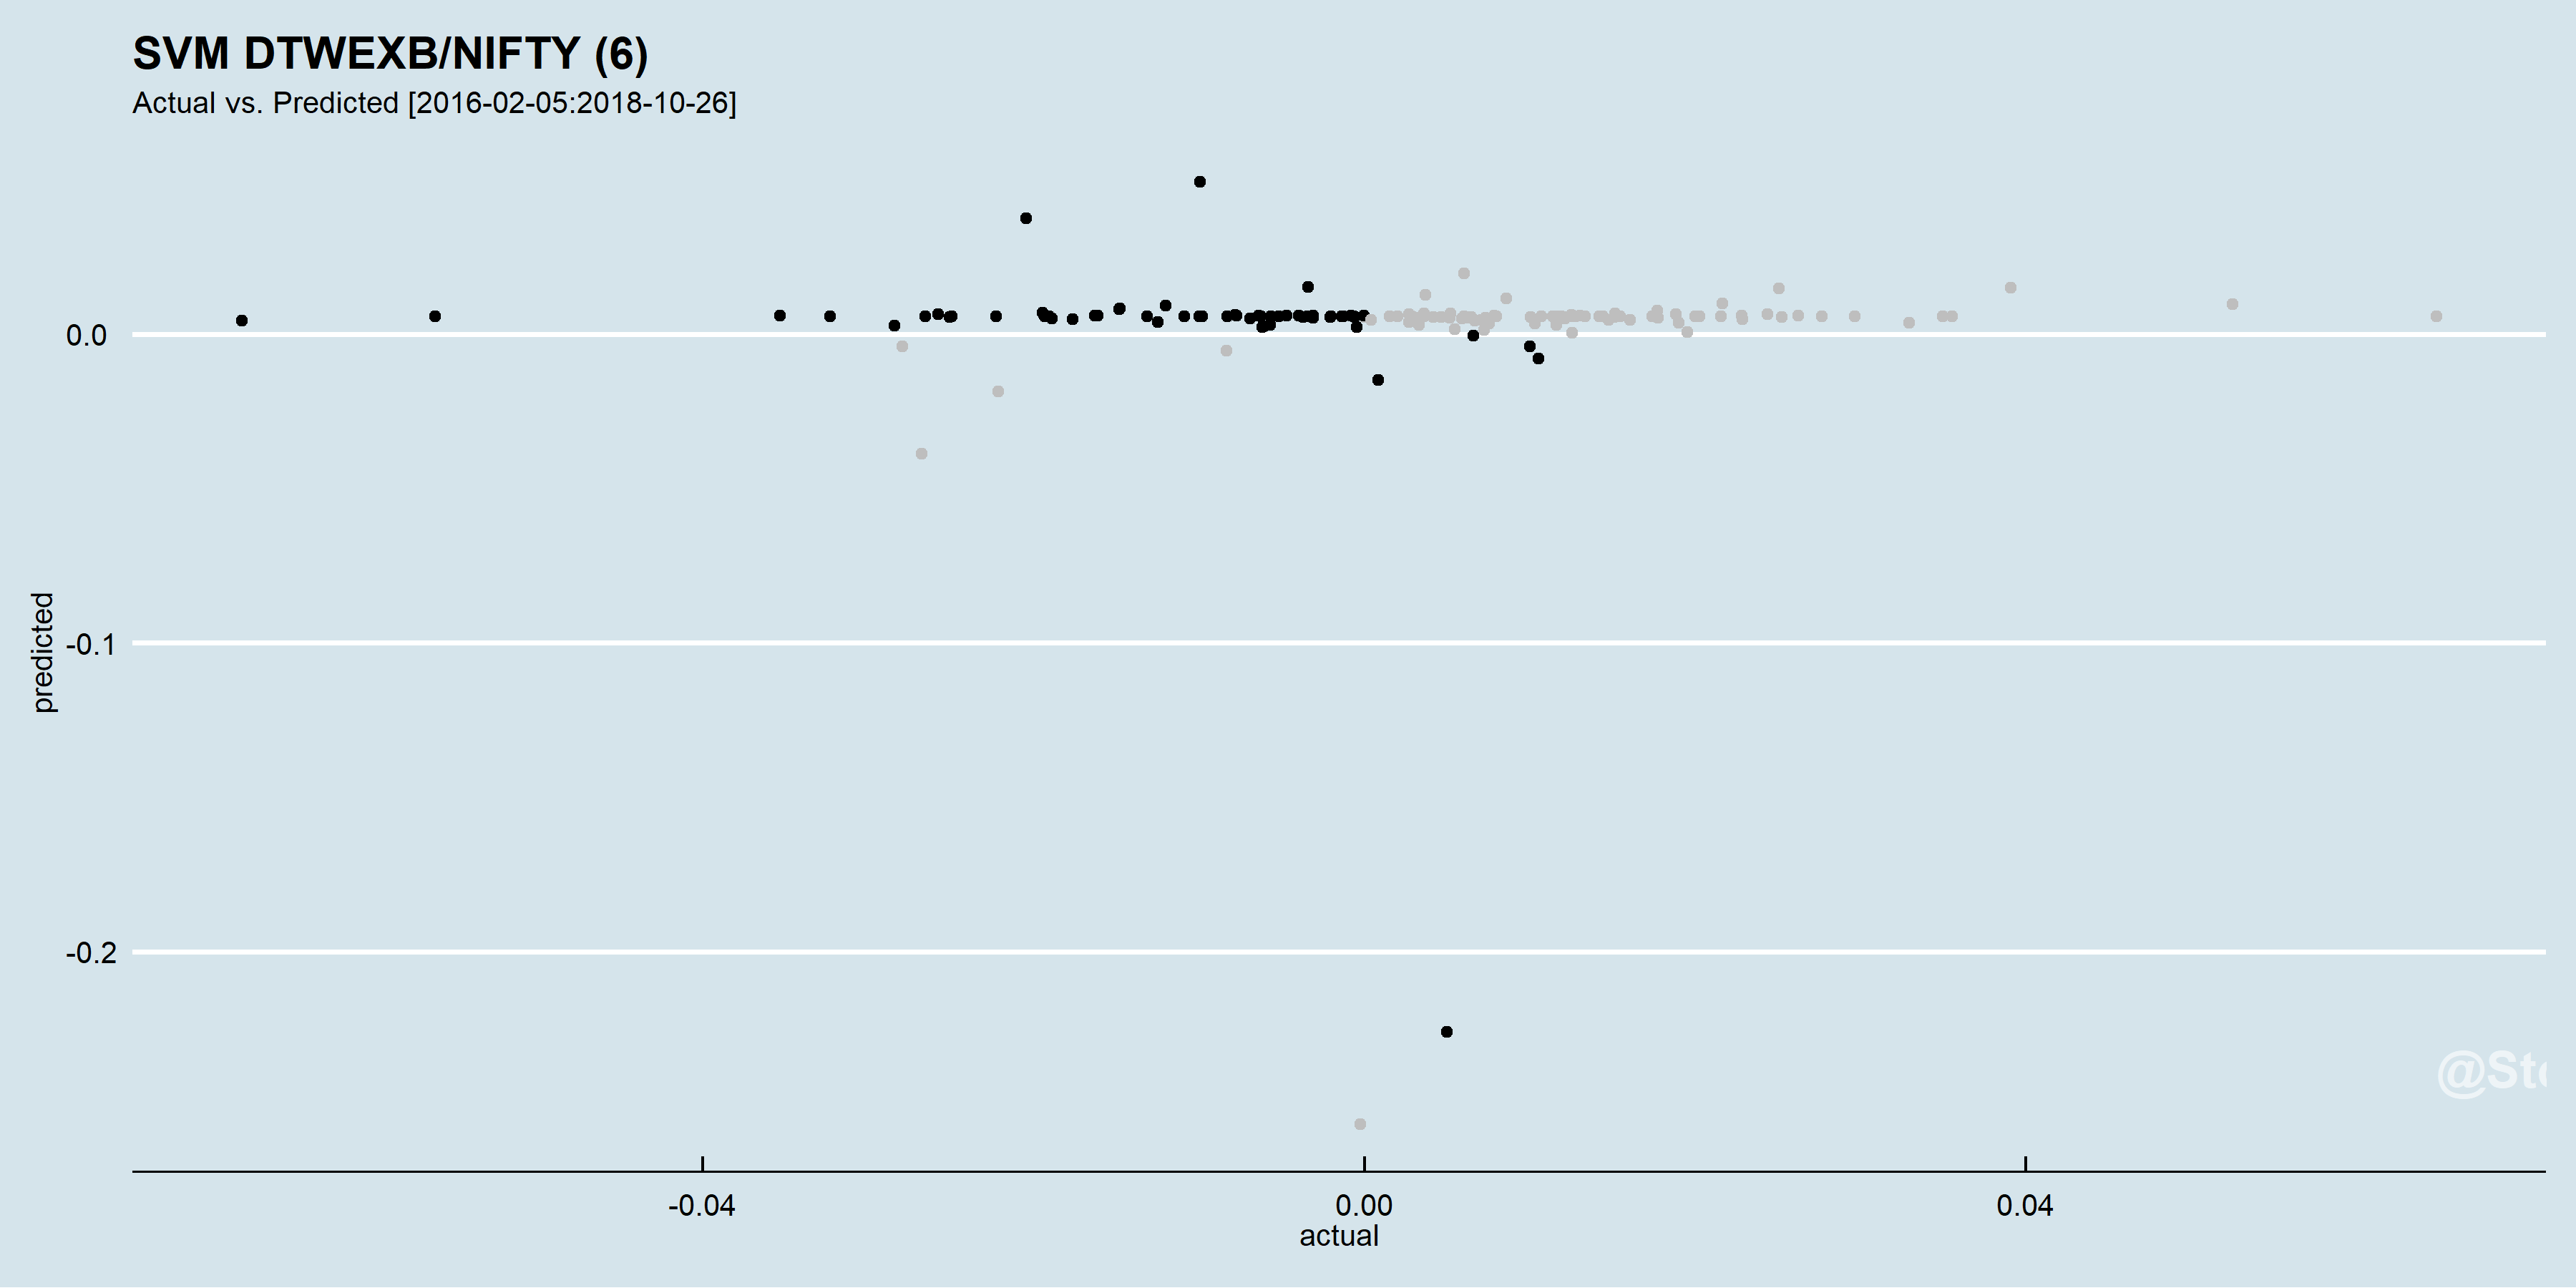 SVM DTWEXB/NIFTY (6)
Actual vs. Predicted [2016-02-05:2018-10-26]
predicted
0.0
-0.1
-0.2
-0.04
0.00
0.04
actual